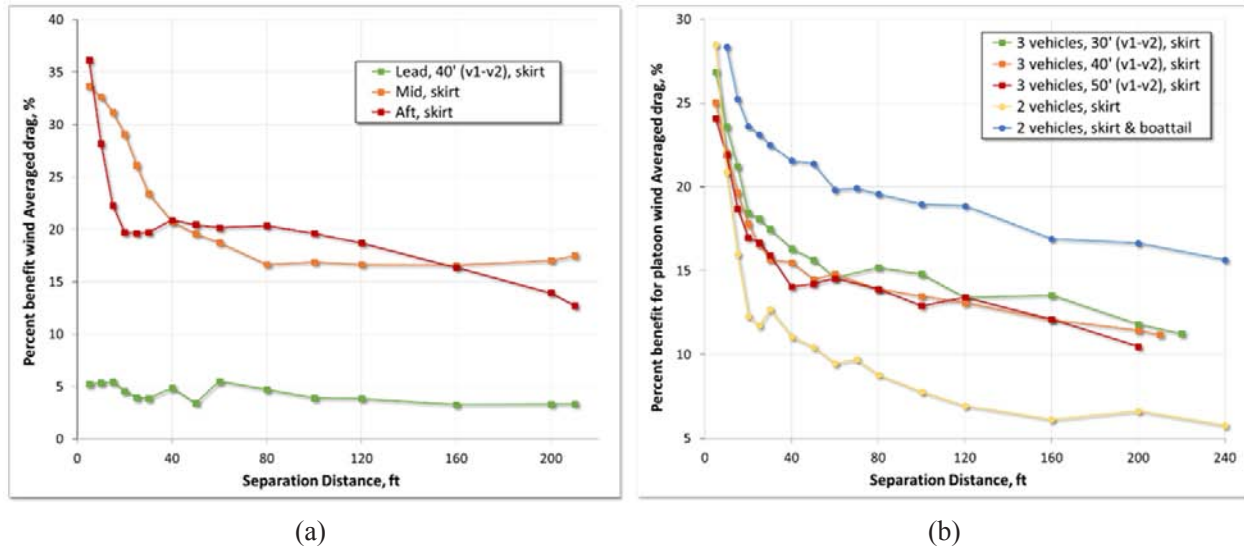 40
35
30
25
20
15
10
5
0
Percent benefit wind Averaged drag, %
Lead, 40' (v1-v2), skirt
Mid, skirt
Aft, skirt
0 40 80 120 160 200
Separation Distance, ft
(a)
30
25
20
15
10
5
Percent benefit for platoon wind Averaged drag, %
3 vehicles, 30' (v1-v2), skirt
3 vehicles, 40' (v1-v2), skirt
3 vehicles, 50' (v1-v2), skirt
2 vehicles, skirt
2 vehicles, skirt & boattail
0 40 80 120 160 200 240
Separation Distance, ft
(b)